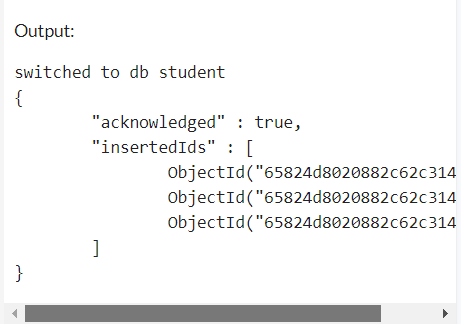 Output:
switched to db student
{
        "acknowledged" : true,
        "insertedIds" : [
                ObjectId("65824d8020882c62c314
                ObjectId("65824d8020882c62c314
                ObjectId("65824d8020882c62c314
        ]
}